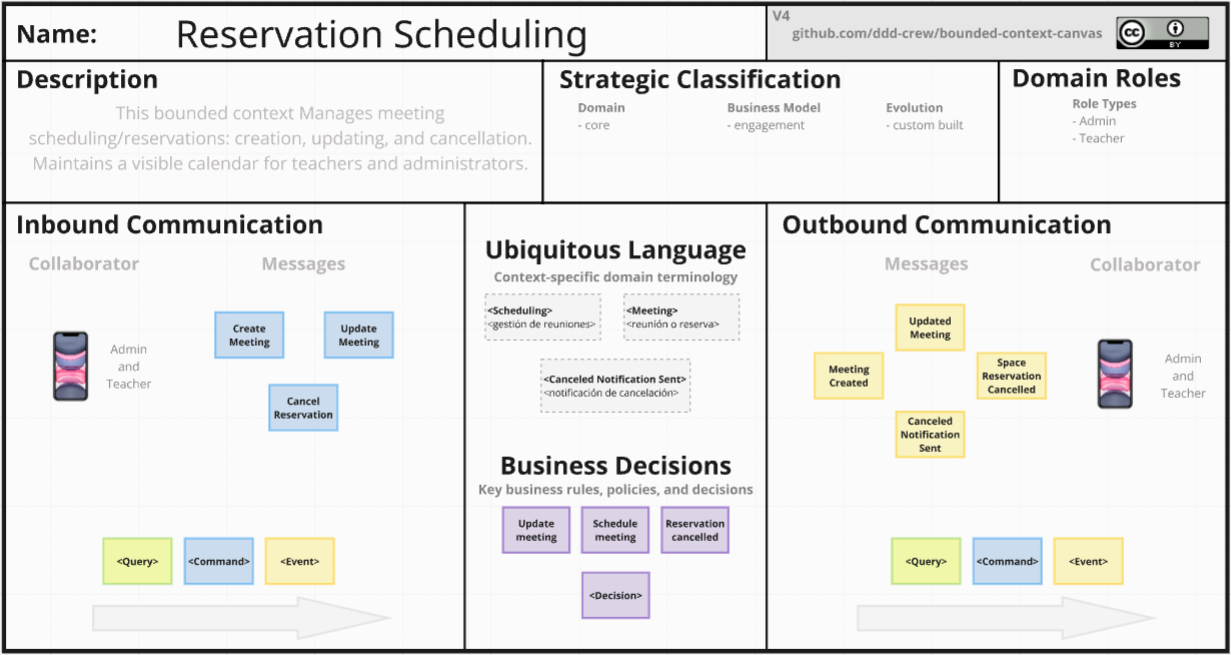 Name:
Reservation Scheduling
V4
github.com/ddd-crew/bounded-context-canvas
CC
BY
Description
This bounded context Manages meeting
scheduling/reservations: creation, updating, and cancellation.
Maintains a visible calendar for teachers and administrators.
Strategic Classification
Domain
- core
Business Model
- engagement
Evolution
- custom built
Domain Roles
Role Types
- Admin
- Teacher
Inbound Communication
Collaborator
Messages
Admin
and
Teacher
Create
Meeting
Update
Meeting
Cancel
Reservation
<Query>
<Command>
<Event>
Ubiquitous Language
Context-specific domain terminology
<Scheduling>
<gestión de reuniones>
<Meeting>
<reunión o reserva>
<Canceled Notification Sent>
<notificación de cancelación>
Business Decisions
Key business rules, policies, and decisions
Update
meeting
Schedule
meeting
Reservation
cancelled
<Decision>
Outbound Communication
Messages
Collaborator
Updated
Meeting
Meeting
Created
Space
Reservation
Cancelled
Canceled
Notification
Sent
Admin
and
Teacher
<Query>
<Command>
<Event>